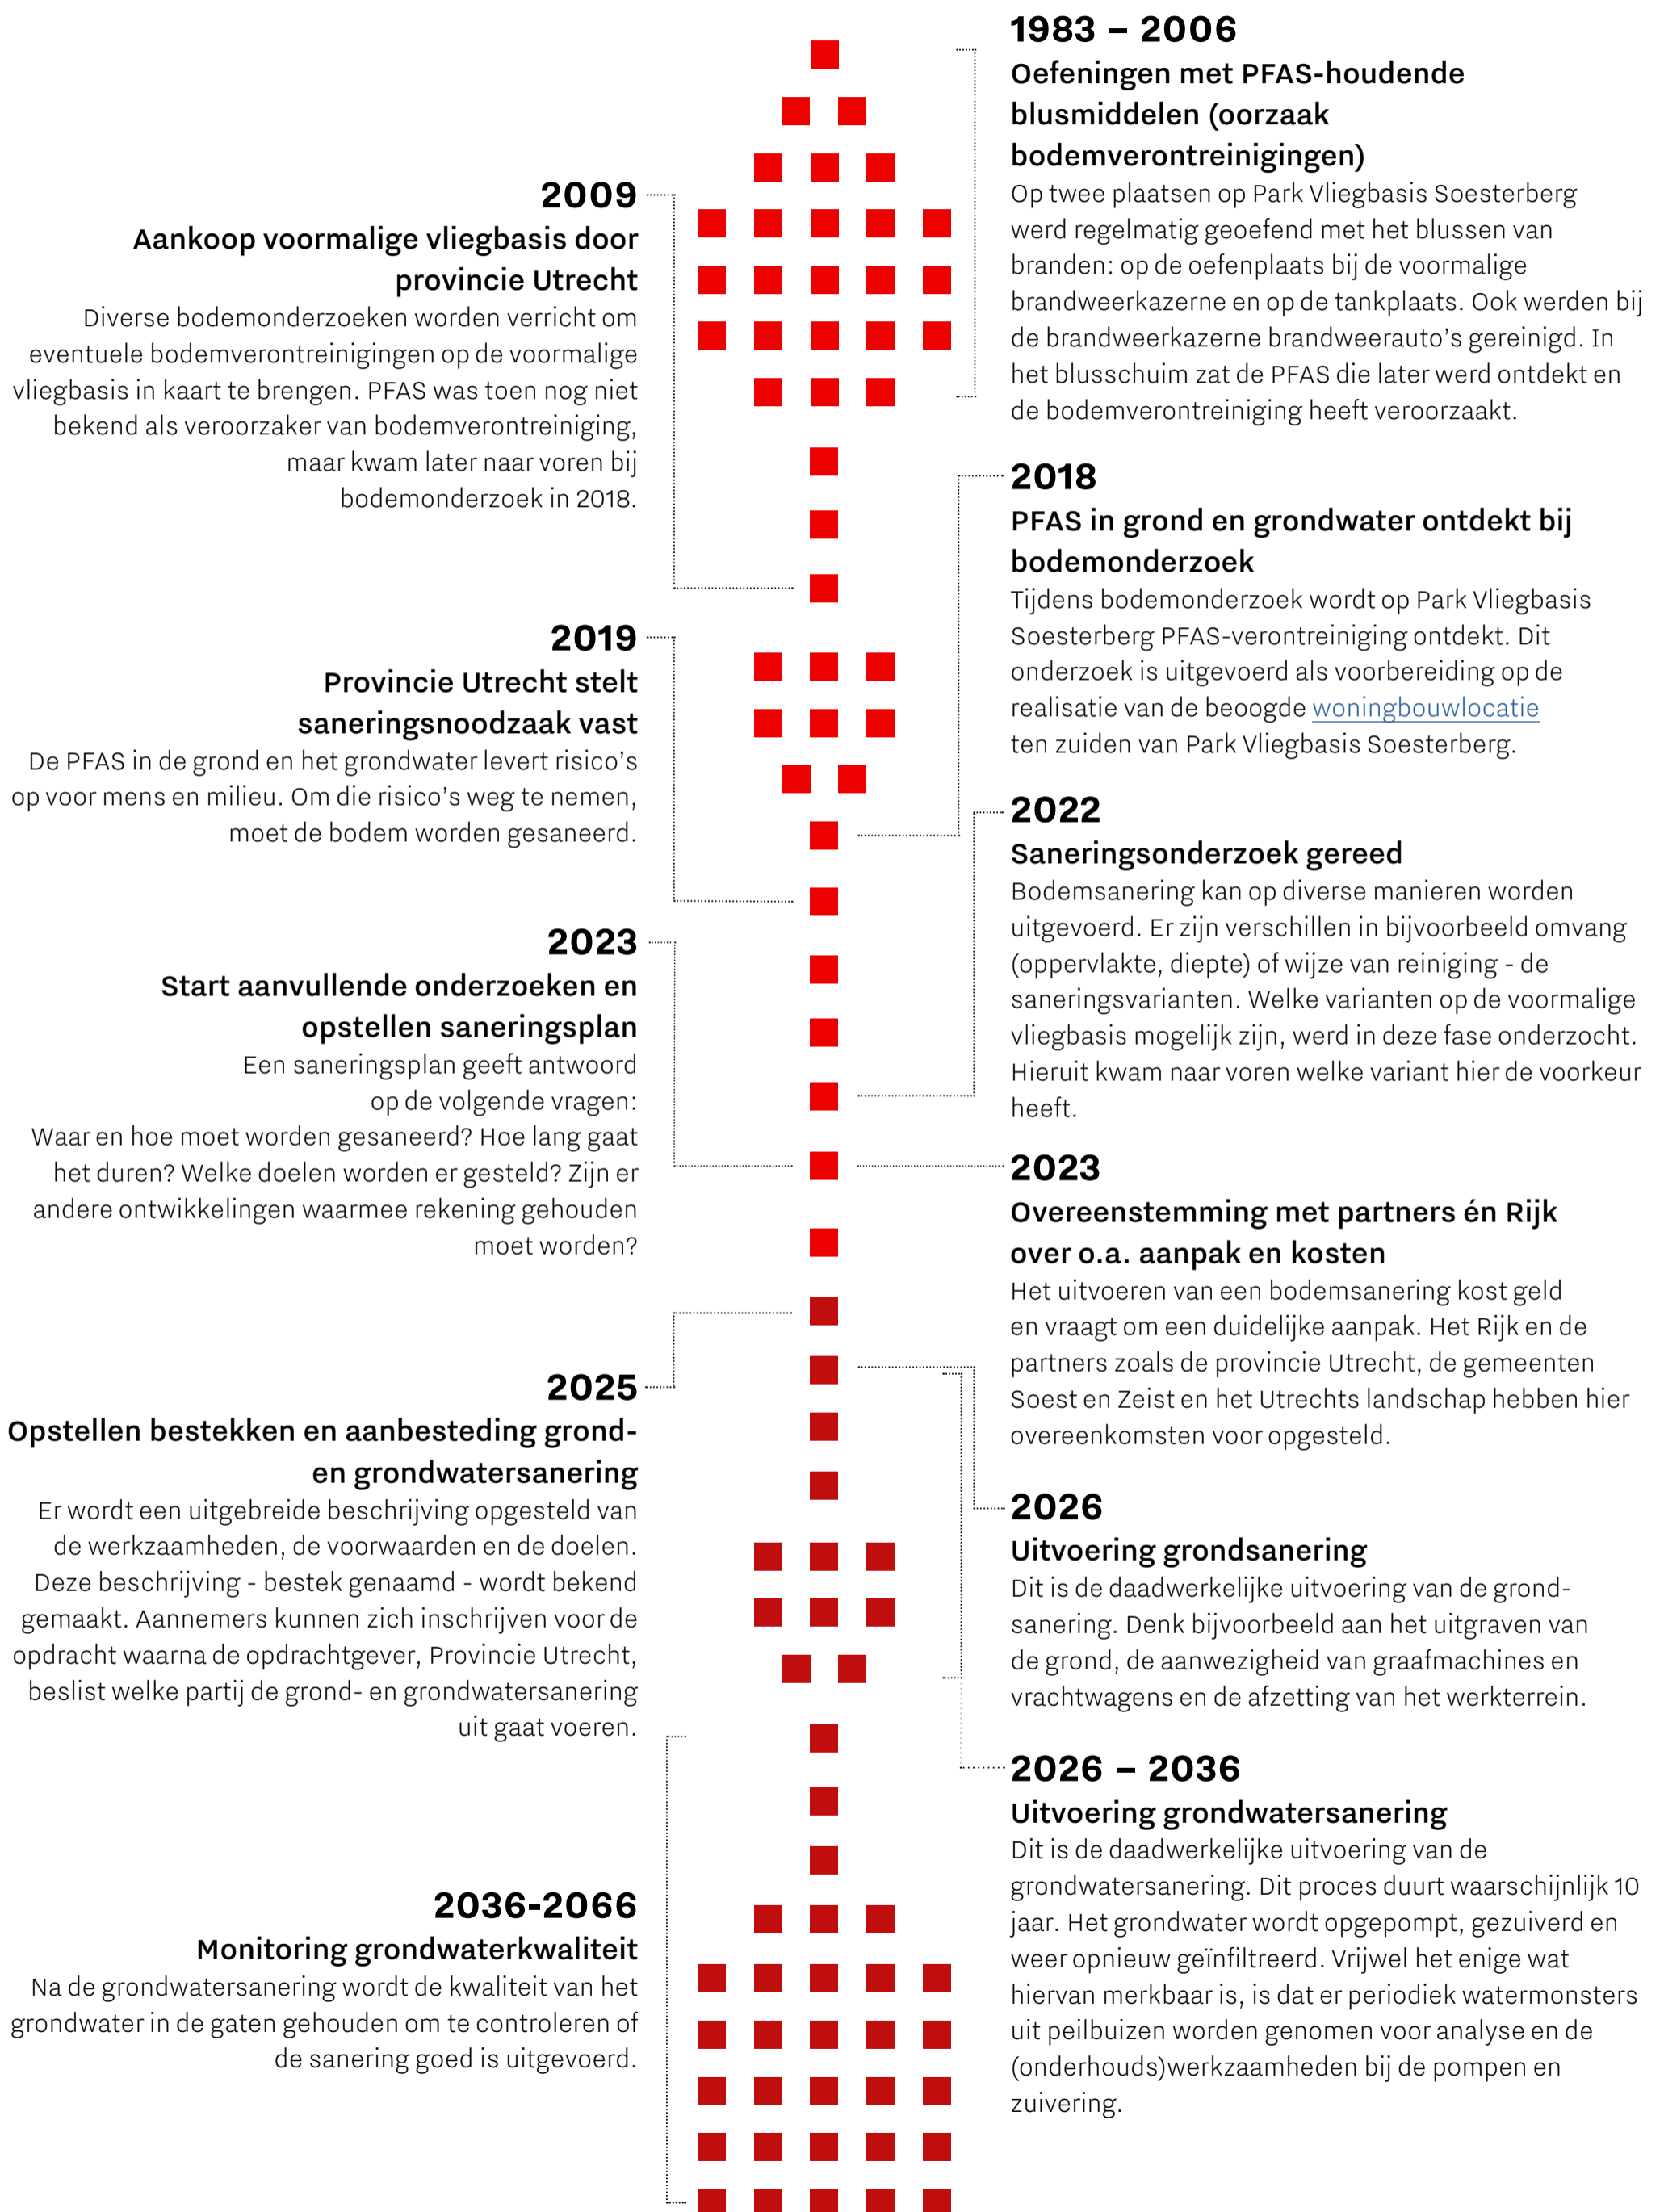 1983 – 2006
Oefeningen met PFAS-houdende
blusmiddelen (oorzaak
bodemverontreinigingen)
Op twee plaatsen op Park Vliegbasis Soesterberg
werd regelmatig geoefend met het blussen van
branden: op de oefenplaats bij de voormalige
brandweerkazerne en op de tankplaats. Ook werden bij
de brandweerkazerne brandweerauto's gereinigd. In
het blusschuim zat de PFAS die later werd ontdekt en
de bodemverontreiniging heeft veroorzaakt.
2009
Aankoop voormalige vliegbasis door
provincie Utrecht
Diverse bodemonderzoeken worden verricht om
eventuele bodemverontreinigingen op de voormalige
vliegbasis in kaart te brengen. PFAS was toen nog niet
bekend als veroorzaker van bodemverontreiniging,
maar kwam later naar voren bij
bodemonderzoek in 2018.
2018
PFAS in grond en grondwater ontdekt bij
bodemonderzoek
Tijdens bodemonderzoek wordt op Park Vliegbasis
Soesterberg PFAS-verontreiniging ontdekt. Dit
onderzoek is uitgevoerd als voorbereiding op de
realisatie van de beoogde woningbouwlocatie
ten zuiden van Park Vliegbasis Soesterberg.
2019
Provincie Utrecht stelt
saneringsnoodzaak vast
De PFAS in de grond en het grondwater levert risico's
op voor mens en milieu. Om die risico's weg te nemen,
moet de bodem worden gesaneerd.
2022
Saneringsonderzoek gereed
Bodemsanering kan op diverse manieren worden
uitgevoerd. Er zijn verschillen in bijvoorbeeld omvang
(oppervlakte, diepte) of wijze van reiniging - de
saneringsvarianten. Welke varianten op de voormalige
vliegbasis mogelijk zijn, werd in deze fase onderzocht.
Hieruit kwam naar voren welke variant hier de voorkeur
heeft.
2023
Start aanvullende onderzoeken en
opstellen saneringsplan
Een saneringsplan geeft antwoord
op de volgende vragen:
Waar en hoe moet worden gesaneerd? Hoe lang gaat
het duren? Welke doelen worden er gesteld? Zijn er
andere ontwikkelingen waarmee rekening gehouden
moet worden?
2023
Overeenstemming met partners én Rijk
over o.a. aanpak en kosten
Het uitvoeren van een bodemsanering kost geld
en vraagt om een duidelijke aanpak. Het Rijk en de
partners zoals de provincie Utrecht, de gemeenten
Soest en Zeist en het Utrechts landschap hebben hier
overeenkomsten voor opgesteld.
2025
Opstellen bestekken en aanbesteding grond-
en grondwatersanering
Er wordt een uitgebreide beschrijving opgesteld van
de werkzaamheden, de voorwaarden en de doelen.
Deze beschrijving - bestek genaamd - wordt bekend
gemaakt. Aannemers kunnen zich inschrijven voor de
opdracht waarna de opdrachtgever, Provincie Utrecht,
beslist welke partij de grond- en grondwatersanering
uit gaat voeren.
2026
Uitvoering grondsanering
Dit is de daadwerkelijke uitvoering van de grond-
sanering. Denk bijvoorbeeld aan het uitgraven van
de grond, de aanwezigheid van graafmachines en
vrachtwagens en de afzetting van het werkterrein.
2026 – 2036
Uitvoering grondwatersanering
Dit is de daadwerkelijke uitvoering van de
grondwatersanering. Dit proces duurt waarschijnlijk 10
jaar. Het grondwater wordt opgepompt, gezuiverd en
weer opnieuw geïnfiltreerd. Vrijwel het enige wat
hiervan merkbaar is, is dat er periodiek watermonsters
uit peilbuizen worden genomen voor analyse en de
(onderhouds)werkzaamheden bij de pompen en
zuivering.
2036-2066
Monitoring grondwaterkwaliteit
Na de grondwatersanering wordt de kwaliteit van het
grondwater in de gaten gehouden om te controleren of
de sanering goed is uitgevoerd.